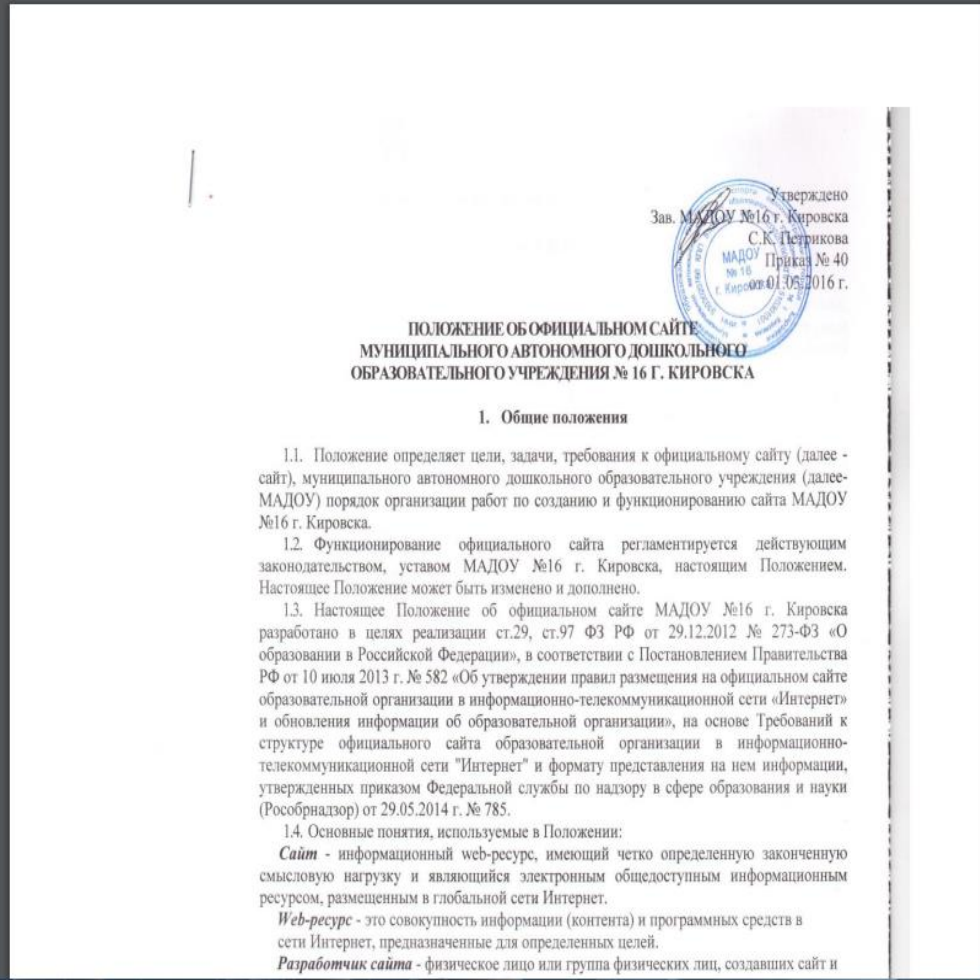 Утверждено
Зав. МАДОУ №16 г. Кировска
С.К. Петрикова
Приказ № 40
от 01.03.2016 г.
МАДОУ
№ 16
г. Кировска
ПОЛОЖЕНИЕ ОБ ОФИЦИАЛЬНОМ САЙТЕ
МУНИЦИПАЛЬНОГО АВТОНОМНОГО ДОШКОЛЬНОГО
ОБРАЗОВАТЕЛЬНОГО УЧРЕЖДЕНИЯ № 16 Г. КИРОВСКА
1. Общие положения
1.1. Положение определяет цели, задачи, требования к официальному сайту (далее -
сайт), муниципального автономного дошкольного образовательного учреждения (далее-
МАДОУ) порядок организации работ по созданию и функционированию сайта МАДОУ
№16 г. Кировска.
1.2. Функционирование официального сайта регламентируется действующим
законодательством, уставом МАДОУ №16 г. Кировска, настоящим Положением.
Настоящее Положение может быть изменено и дополнено.
1.3. Настоящее Положение об официальном сайте МАДОУ №16 г. Кировска
разработано в целях реализации ст.29, ст.97 ФЗ РФ от 29.12.2012 № 273-ФЗ «О
образовании в Российской Федерации», в соответствии с Постановлением Правительства
РФ от 10 июля 2013 г. № 582 «Об утверждении правил размещения на официальном сайте
образовательной организации в информационно-телекоммуникационной сети «Интернет»
и обновления информации об образовательной организации», на основе Требований к
структуре официального сайта образовательной организации в информационно-
телекоммуникационной сети "Интернет" и формату представления на нем информации,
утвержденных приказом Федеральной службы по надзору в сфере образования и науки
(Рособрнадзор) от 29.05.2014 г. № 785.
1.4. Основные понятия, используемые в Положении:
Сайт - информационный web-ресурс, имеющий четко определенную законченную
смысловую нагрузку и являющийся электронным общедоступным информационным
ресурсом, размещенным в глобальной сети Интернет.
Web-ресурс - это совокупность информации (контента) и программных средств в
сети Интернет, предназначенные для определенных целей.
Разработчик сайта - физическое лицо или группа физических лиц, создавших сайт и